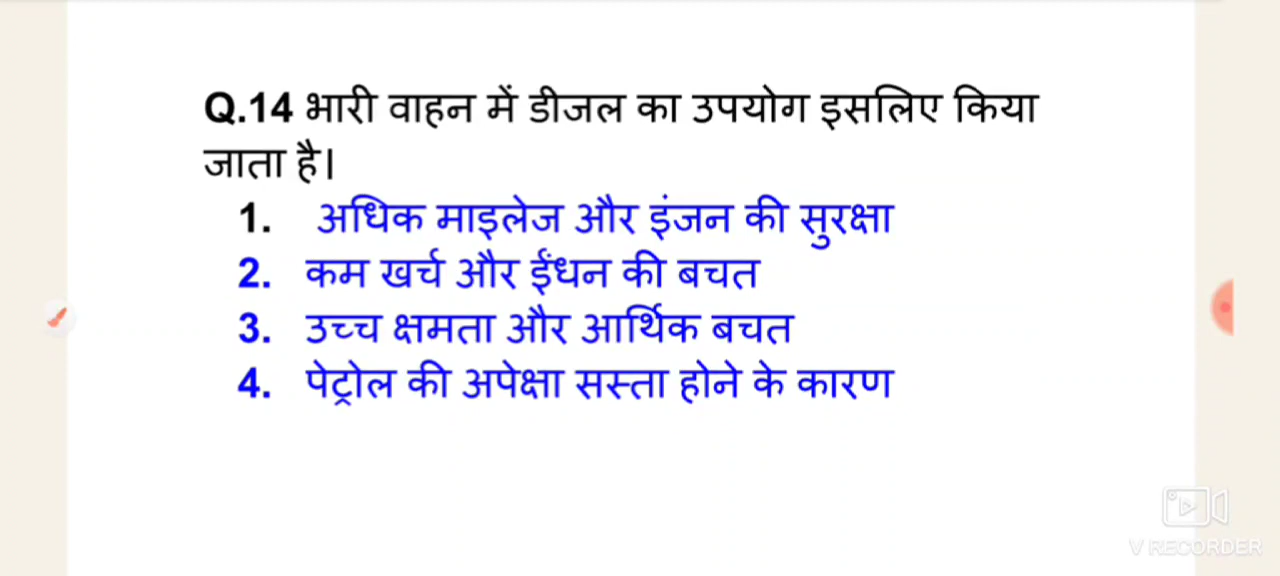 Q.14 भारी वाहन में डीजल का उपयोग इसलिए किया
जाता है।
1. अधिक माइलेज और इंजन की सुरक्षा
2. कम खर्च और ईंधन की बचत
3. उच्च क्षमता और आर्थिक बचत
4. पेट्रोल की अपेक्षा सस्ता होने के कारण
V RECORDER